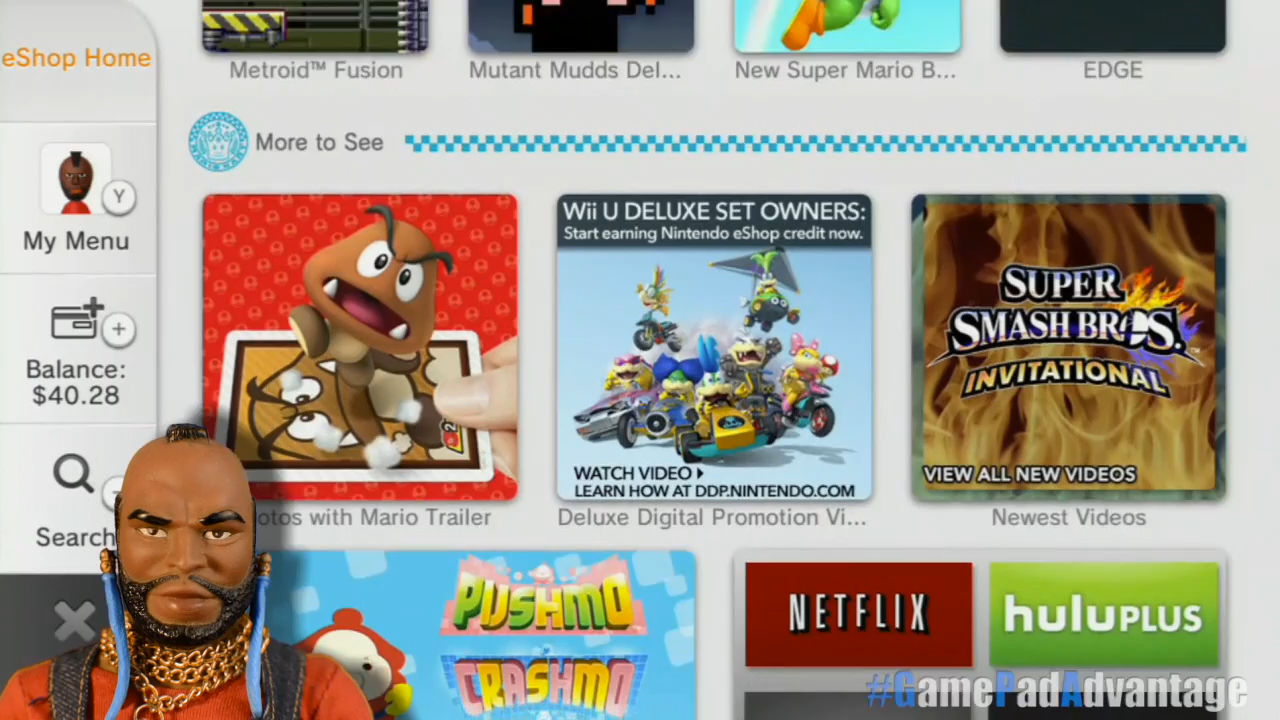 eShop Home
Metroid™ Fusion
Mutant Mudds Del...
New Super Mario B...
EDGE
More to See
Y
My Menu
Balance:
$40.28
Search
Wii U DELUXE SET OWNERS:
Start earning Nintendo eShop credit now.
WATCH VIDEO
LEARN HOW AT DDP.NINTENDO.COM
SUPER
SMASH BROS.™
INVITATIONAL
VIEW ALL NEW VIDEOS
otos with Mario Trailer
Deluxe Digital Promotion Vi...
Newest Videos
PUSHMO
CRASHMO
NETFLIX
huluPLUS
#GamePadAdvantage